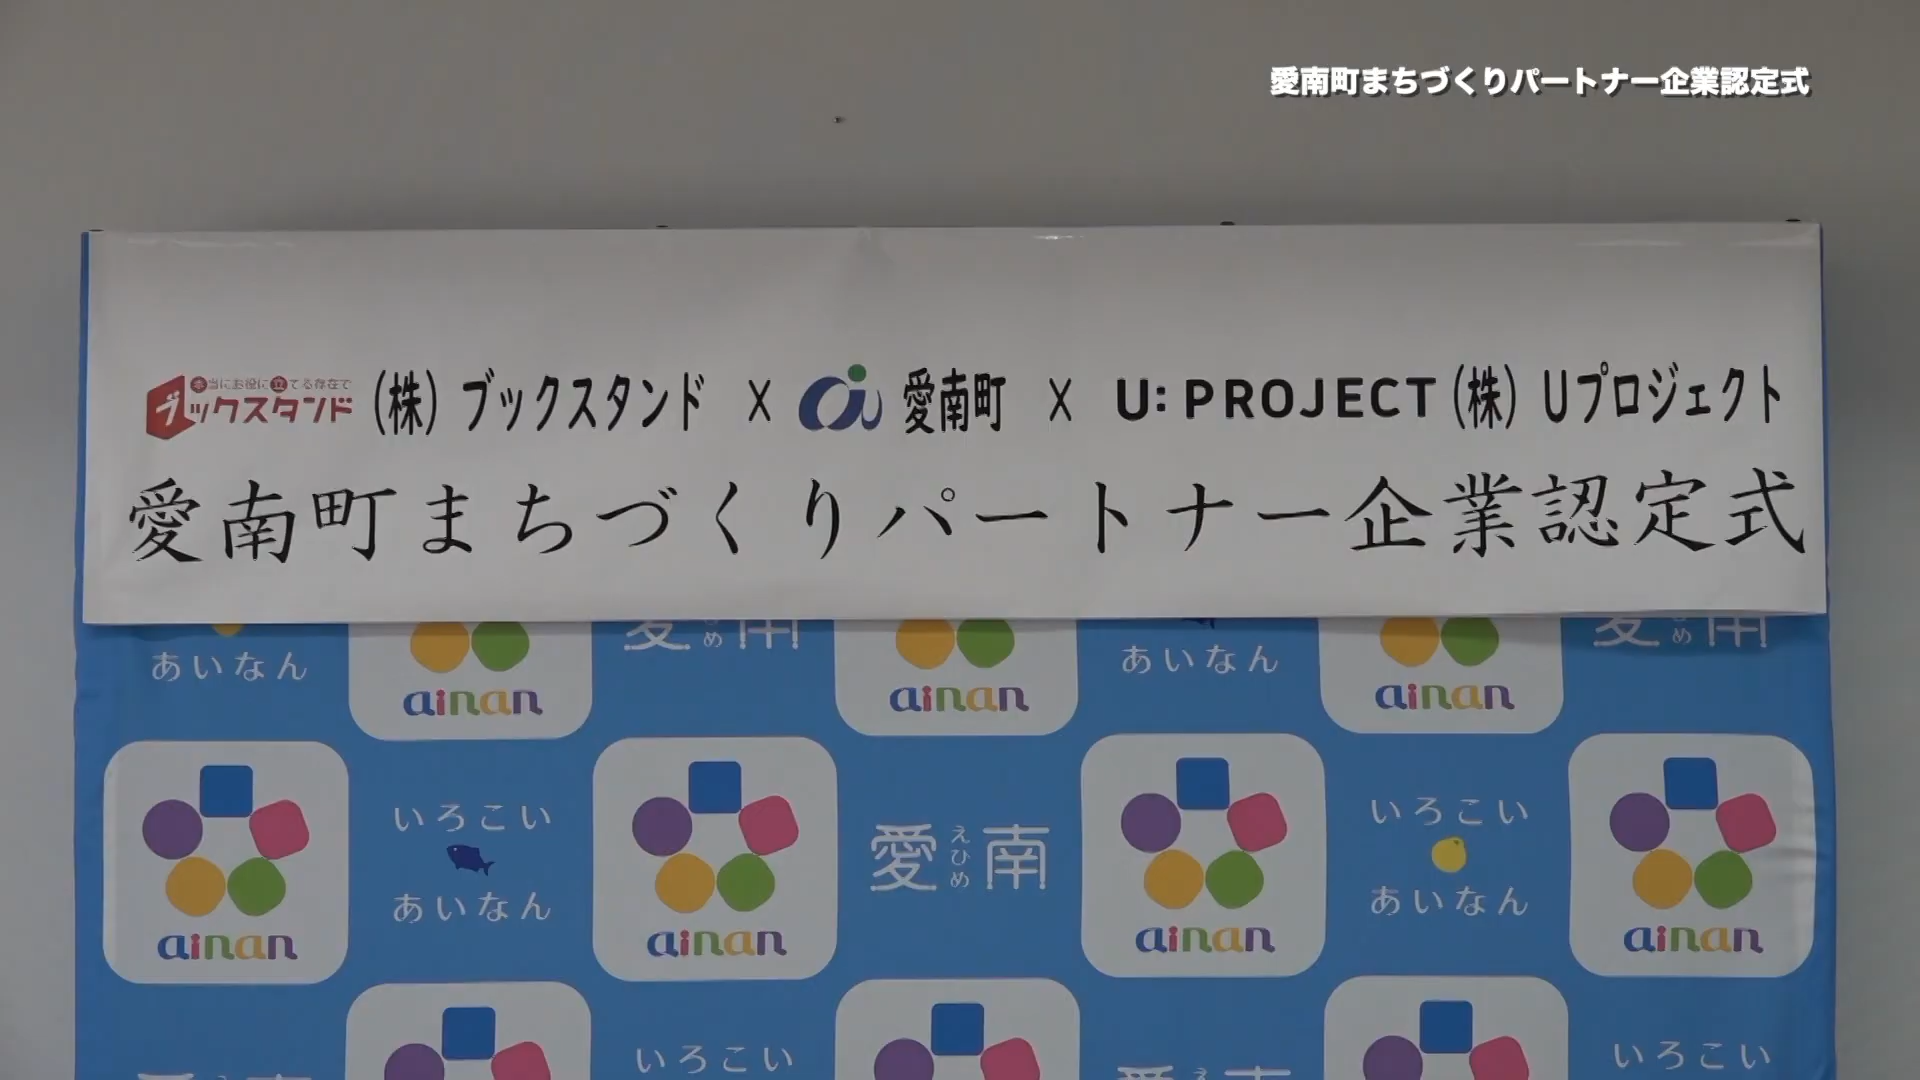 愛南町まちづくりパートナー企業認定式
本当にお役に立てる存在で
ブックスタンド (株) ブックスタンド × 愛南町 × U: PROJECT (株) Uプロジェクト
愛南町まちづくりパートナー企業認定式
あいなん ainan 愛 め 南 ainan あいなん ainan 愛 め 南
ainan いろこい あいなん ainan 愛 えひめ 南 ainan いろこい あいなん ainan
いろこい いろこい